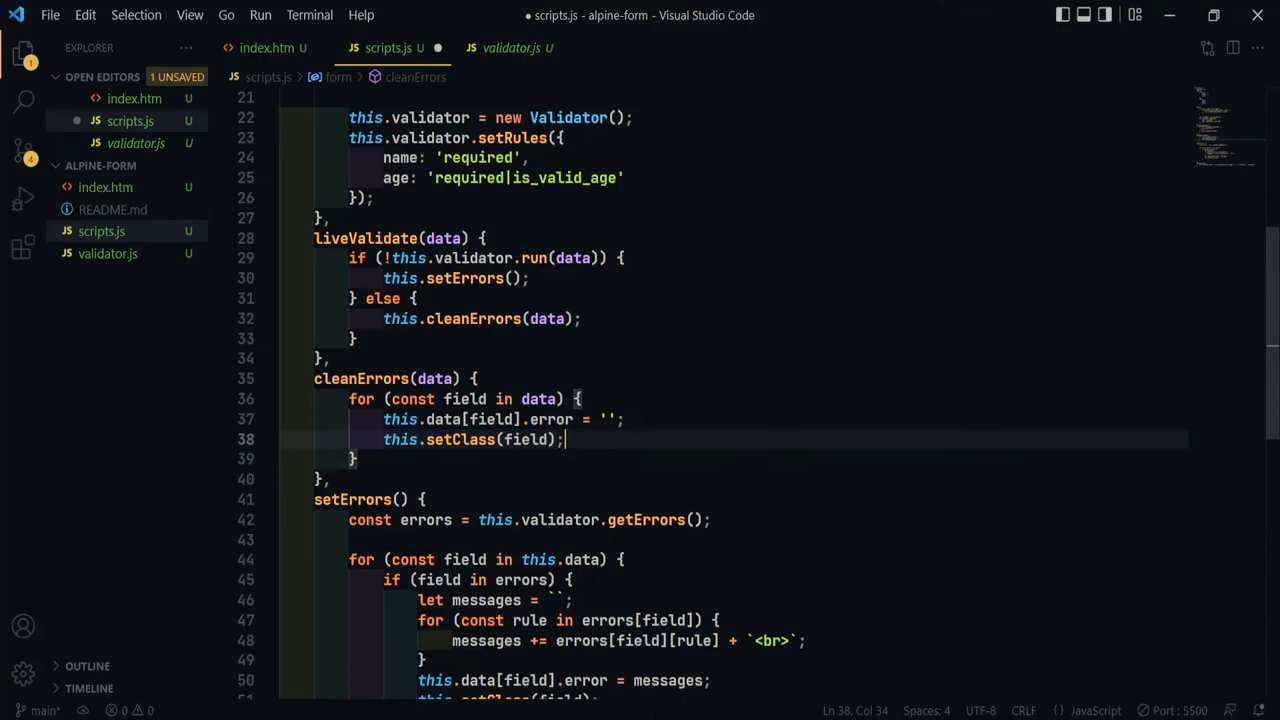 File Edit Selection View Go Run Terminal Help
● scripts.js - alpine-form - Visual Studio Code
EXPLORER ···
index.htm U
JS scripts.js U ●
JS validator.js U
OPEN EDITORS 1 UNSAVED
index.htm U
scripts.js U
validator.js U
ALPINE-FORM
index.htm
README.md
JS scripts.js U
JS validator.js U
OUTLINE
TIMELINE
1
4
JS scripts.js > form > cleanErrors
21
22 this.validator = new Validator();
23 this.validator.setRules({
24 name: 'required',
25 age: 'required|is_valid_age'
26 });
27 },
28 liveValidate(data) {
29 if (!this.validator.run(data)) {
30 this.setErrors();
31 } else {
32 this.cleanErrors(data);
33 }
34 },
35 cleanErrors(data) {
36 for (const field in data) {
37 this.data[field].error = '';
38 this.setClass(field);
39 }
40 },
41 setErrors() {
42 const errors = this.validator.getErrors();
43
44 for (const field in this.data) {
45 if (field in errors) {
46 let messages = ``;
47 for (const rule in errors[field]) {
48 messages += errors[field][rule] + `<br>`;
49 }
50 this.data[field].error = messages;
51 this.setClass(field);
main* 0 0 Ln 38, Col 34 Spaces: 4 UTF-8 CRLF {} JavaScript Port : 5500